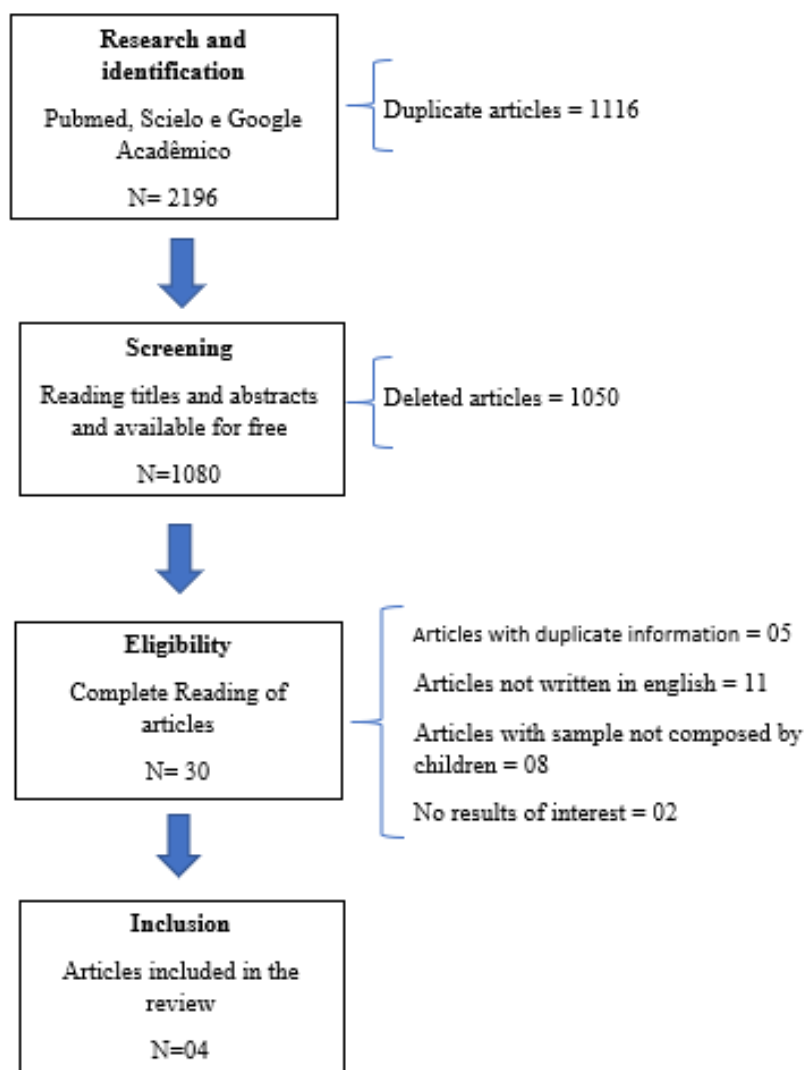 Research and
identification
Pubmed, Scielo e Google
Acadêmico
N= 2196
Duplicate articles = 1116
Screening
Reading titles and abstracts
and available for free
N=1080
Deleted articles = 1050
Eligibility
Complete Reading of
articles
N= 30
Articles with duplicate information = 05
Articles not written in english = 11
Articles with sample not composed by
children = 08
No results of interest = 02
Inclusion
Articles included in the
review
N=04